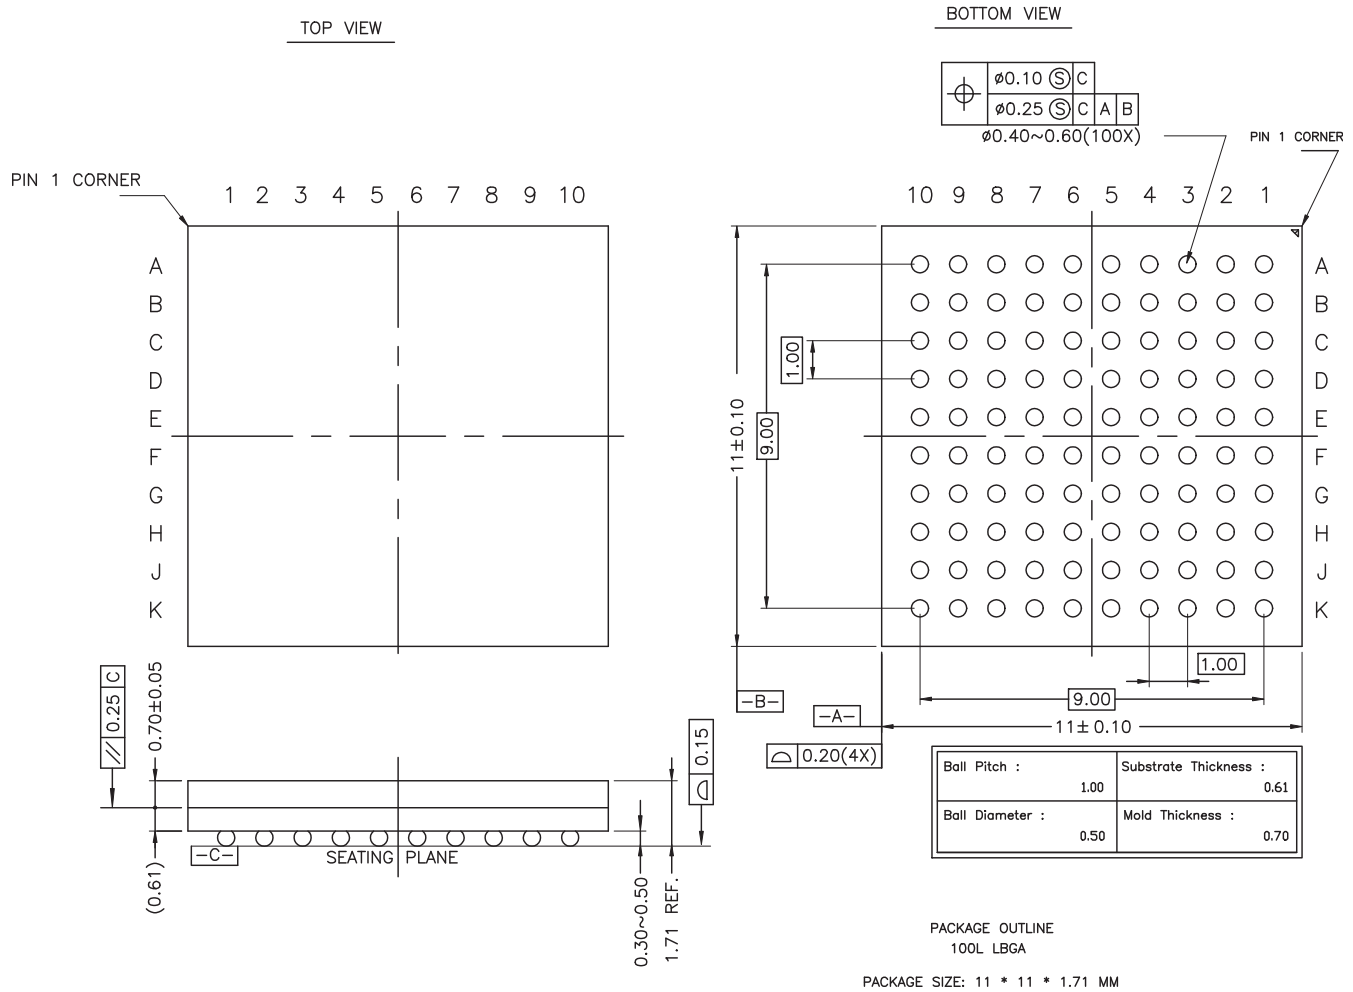 TOP VIEW
BOTTOM VIEW
⌖ ⌀0.10 Ⓢ C
⌀0.25 Ⓢ C A B
⌀0.40~0.60(100X)
PIN 1 CORNER
PIN 1 CORNER
1 2 3 4 5 6 7 8 9 10
10 9 8 7 6 5 4 3 2 1
A
B
C
D
E
F
G
H
J
K
A
B
C
D
E
F
G
H
J
K
1.00
9.00
11±0.10
1.00
9.00
11±0.10
-B-
-A-
⌓ 0.20(4X)
// 0.25 C
0.70±0.05
(0.61)
-C-
SEATING PLANE
0.30~0.50
1.71 REF.
⌓ 0.15
Ball Pitch : 1.00
Substrate Thickness : 0.61
Ball Diameter : 0.50
Mold Thickness : 0.70
PACKAGE OUTLINE
100L LBGA
PACKAGE SIZE: 11 * 11 * 1.71 MM